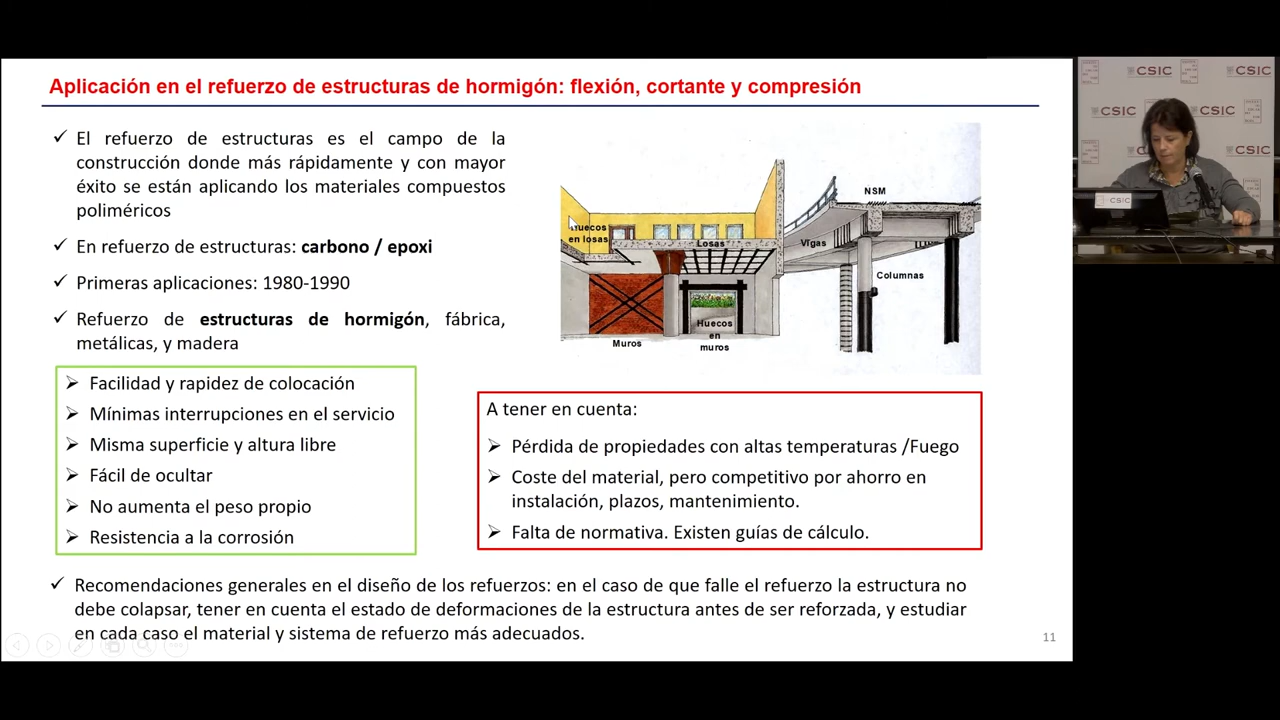 Aplicación en el refuerzo de estructuras de hormigón: flexión, cortante y compresión
✓ El refuerzo de estructuras es el campo de la
construcción donde más rápidamente y con mayor
éxito se están aplicando los materiales compuestos
poliméricos
✓ En refuerzo de estructuras: carbono / epoxi
✓ Primeras aplicaciones: 1980-1990
✓ Refuerzo de estructuras de hormigón, fábrica,
metálicas, y madera
➢ Facilidad y rapidez de colocación
➢ Mínimas interrupciones en el servicio
➢ Misma superficie y altura libre
➢ Fácil de ocultar
➢ No aumenta el peso propio
➢ Resistencia a la corrosión
Huecos
en losas
Losas
Muros
Huecos
en
muros
NSM
Vigas
Columnas
A tener en cuenta:
➢ Pérdida de propiedades con altas temperaturas /Fuego
➢ Coste del material, pero competitivo por ahorro en
instalación, plazos, mantenimiento.
➢ Falta de normativa. Existen guías de cálculo.
✓ Recomendaciones generales en el diseño de los refuerzos: en el caso de que falle el refuerzo la estructura no
debe colapsar, tener en cuenta el estado de deformaciones de la estructura antes de ser reforzada, y estudiar
en cada caso el material y sistema de refuerzo más adecuados.
11
CSIC
CSIC
CSIC
CSIC
CSIC
CSIC